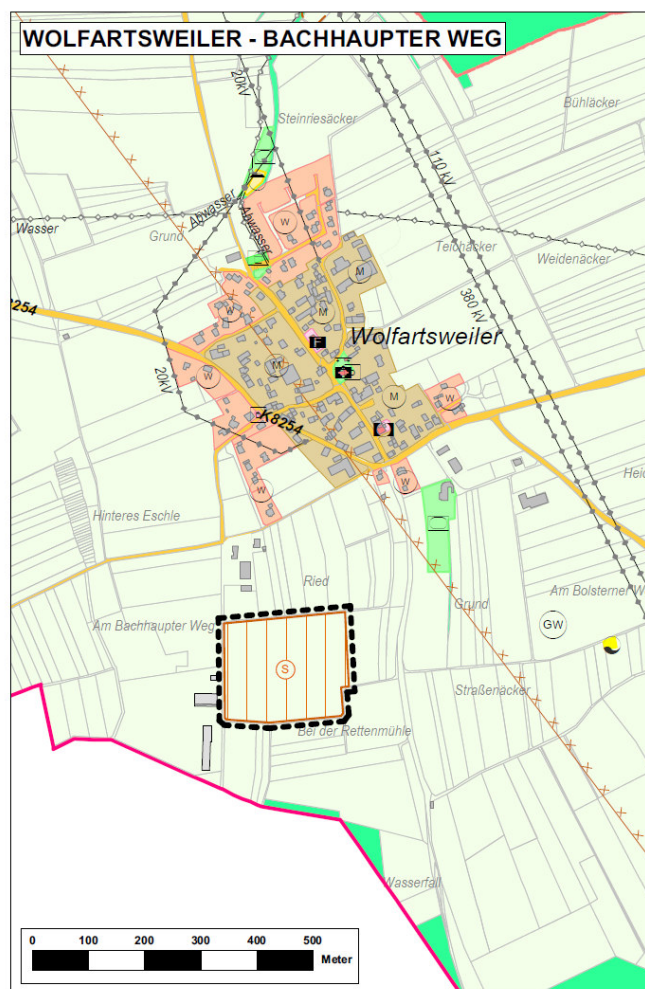 WOLFARTSWEILER - BACHHAUPTER WEG
20kV
Steinriesäcker
Bühläcker
110 kV
Abwasser
Abwasser
Wasser
Grund
W
Teichäcker
Weidenäcker
M
380 kV
8254
W
M
F
Wolfartsweiler
20kV
W
M
M
W
K8254
W
W
Hinteres Eschle
Ried
Grund
Am Bolsterner W
Am Bachhaupter Weg
GW
S
Straßenäcker
Bei der Rettenmühle
Wasserfall
0 100 200 300 400 500
Meter